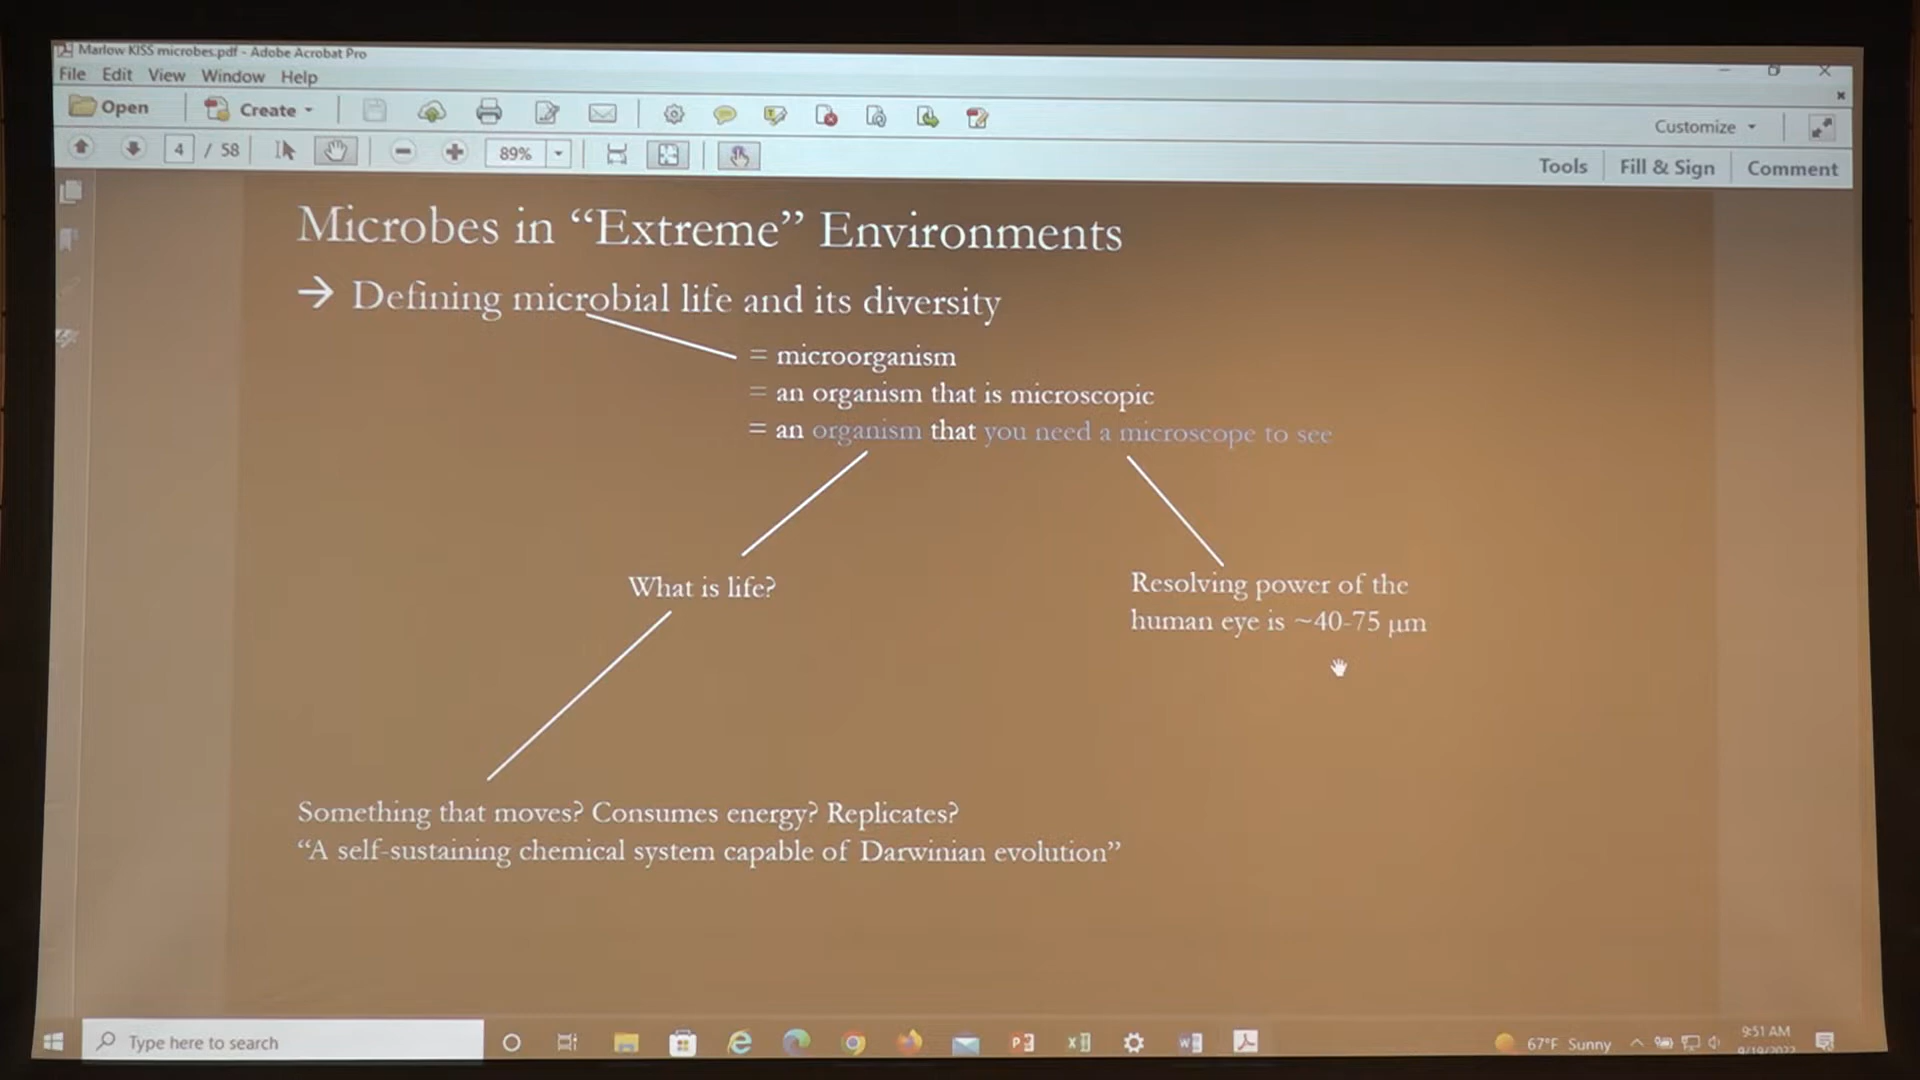 Marlow KISS microbes.pdf - Adobe Acrobat Pro
File Edit View Window Help
Open Create Customize
4 / 58 89% Tools Fill & Sign Comment
Microbes in “Extreme” Environments
→ Defining microbial life and its diversity
= microorganism
= an organism that is microscopic
= an organism that you need a microscope to see
What is life?
Resolving power of the
human eye is ~40-75 µm
Something that moves? Consumes energy? Replicates?
“A self-sustaining chemical system capable of Darwinian evolution”
Type here to search
67°F Sunny
9:51 AM
9/19/2022